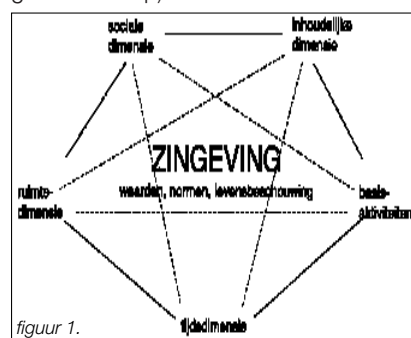 sociale
dimensie
inhoudelijke
dimensie
ZINGEVING
waarden, normen, levensbeschouwing
ruimte-
dimensie
basis-
aktiviteiten
tijdsdimensie
figuur 1.